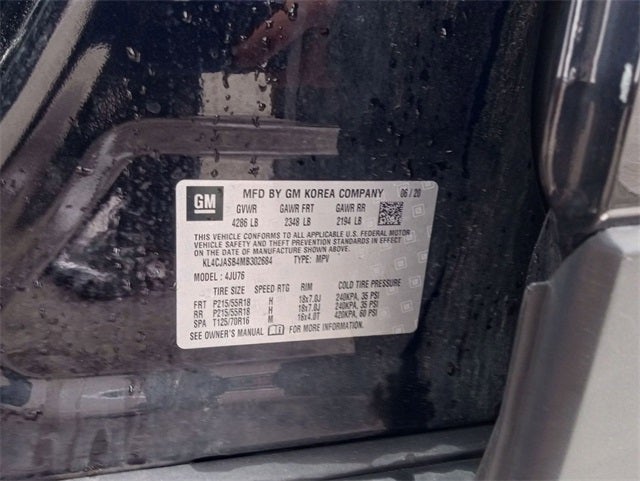 GM MFD BY GM KOREA COMPANY 06 / 20
GVWR GAWR FRT GAWR RR
4286 LB 2348 LB 2194 LB
THIS VEHICLE CONFORMS TO ALL APPLICABLE U.S. FEDERAL MOTOR
VEHICLE SAFETY AND THEFT PREVENTION STANDARDS IN EFFECT ON
THE DATE OF MANUFACTURE SHOWN ABOVE.
KL4CJASB4MB302684 TYPE: MPV
MODEL : 4JU76
TIRE SIZE SPEED RTG RIM COLD TIRE PRESSURE
FRT P215/55R18 H 18x7.0J 240KPA, 35 PSI
RR P215/55R18 H 18x7.0J 240KPA, 35 PSI
SPA T125/70R16 M 16x4.0T 420KPA, 60 PSI
SEE OWNER'S MANUAL FOR MORE INFORMATION.